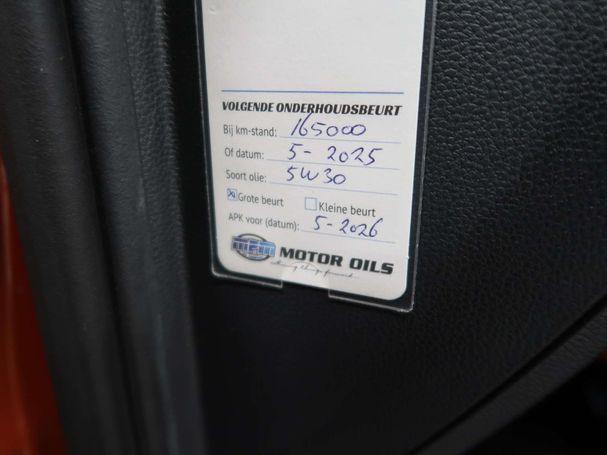 VOLGENDE ONDERHOUDSBEURT
Bij km-stand: 165000
Of datum: 5-2025
Soort olie: 5W30
Grote beurt Kleine beurt
APK voor (datum): 5-2026
MOTOR OILS